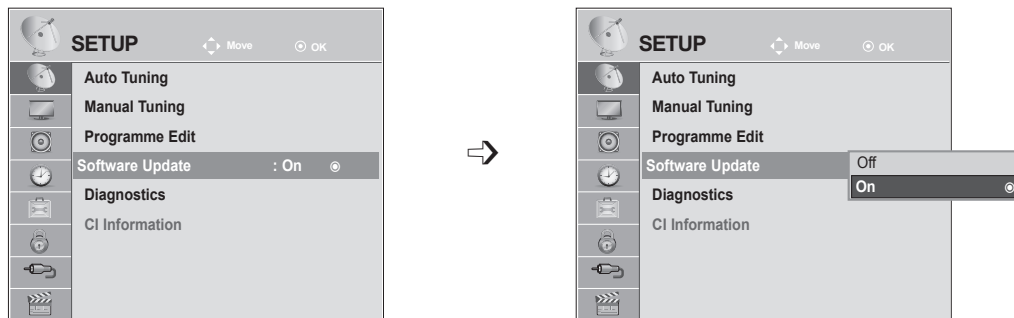 SETUP Move OK
Auto Tuning
Manual Tuning
Programme Edit
Software Update : On
Diagnostics
CI Information
SETUP Move OK
Auto Tuning
Manual Tuning
Programme Edit
Software Update
Off
On
Diagnostics
CI Information